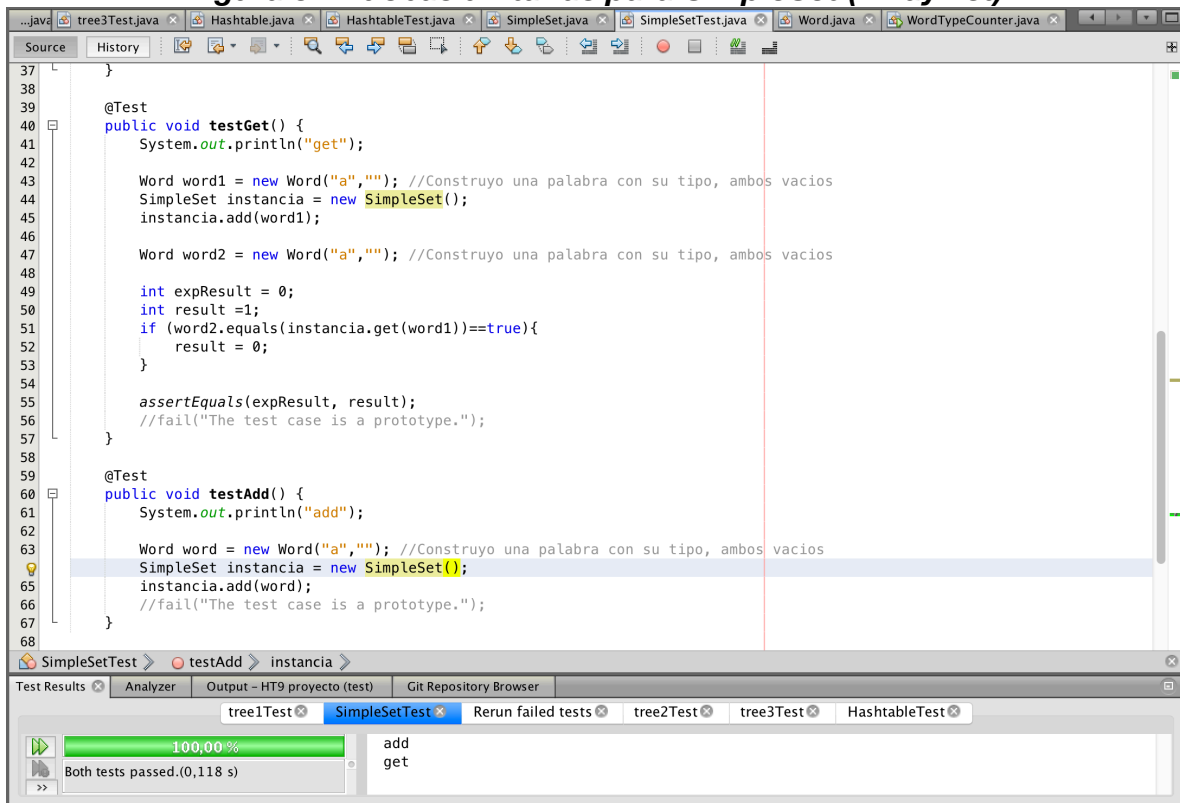 ...java tree3Test.java Hashtable.java HashtableTest.java SimpleSet.java SimpleSetTest.java Word.java WordTypeCounter.java
Source History
37 }
38
39 @Test
40 public void testGet() {
41 System.out.println("get");
42
43 Word word1 = new Word("a",""); //Construyo una palabra con su tipo, ambos vacios
44 SimpleSet instancia = new SimpleSet();
45 instancia.add(word1);
46
47 Word word2 = new Word("a",""); //Construyo una palabra con su tipo, ambos vacios
48
49 int expResult = 0;
50 int result =1;
51 if (word2.equals(instancia.get(word1))==true){
52 result = 0;
53 }
54
55 assertEquals(expResult, result);
56 //fail("The test case is a prototype.");
57 }
58
59 @Test
60 public void testAdd() {
61 System.out.println("add");
62
63 Word word = new Word("a",""); //Construyo una palabra con su tipo, ambos vacios
SimpleSet instancia = new SimpleSet();
65 instancia.add(word);
66 //fail("The test case is a prototype.");
67 }
68
SimpleSetTest testAdd instancia
Test Results Analyzer Output – HT9 proyecto (test) Git Repository Browser
tree1Test SimpleSetTest Rerun failed tests tree2Test tree3Test HashtableTest
100,00 %
Both tests passed.(0,118 s)
add
get
>>